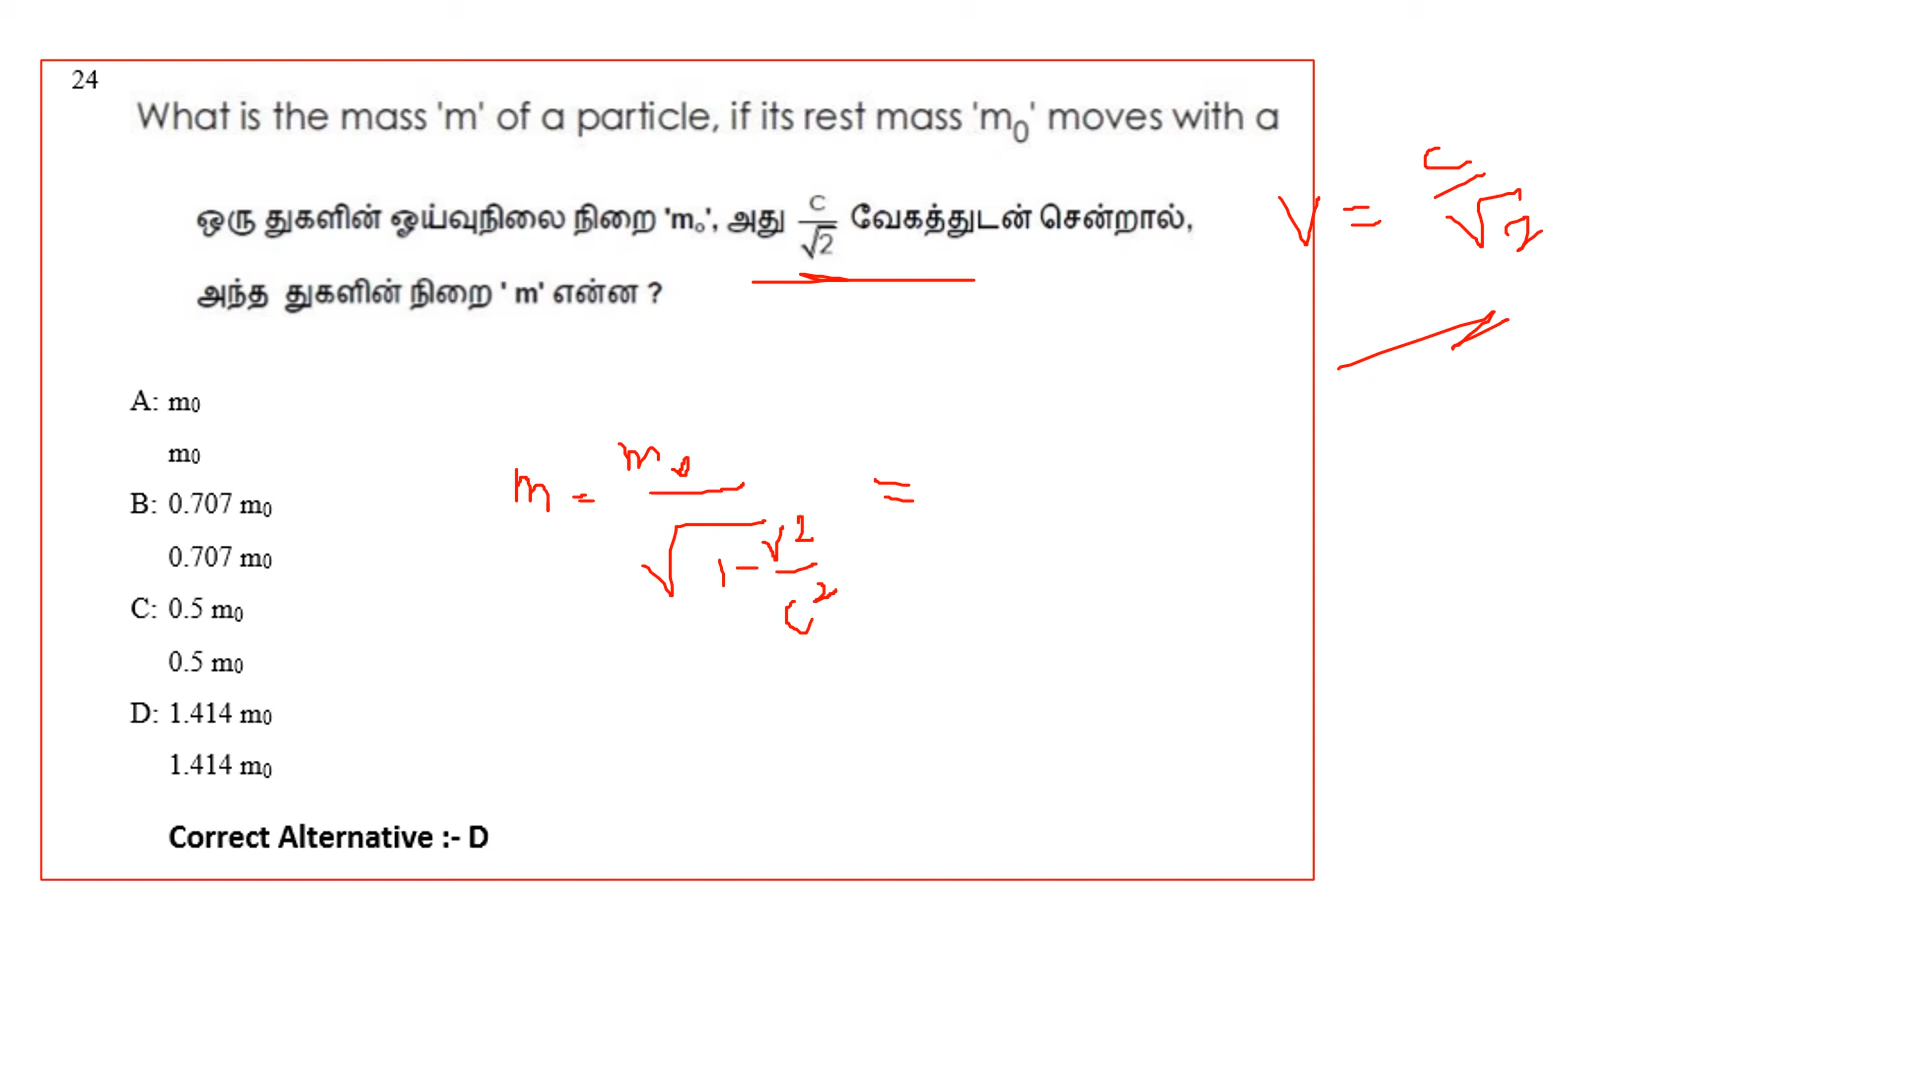 24
What is the mass 'm' of a particle, if its rest mass 'm₀' moves with a
ஒரு துகளின் ஓய்வுநிலை நிறை 'm₀', அது c/√2 வேகத்துடன் சென்றால்,
அந்த துகளின் நிறை ' m' என்ன ?
V = c/√2
A: m₀
m₀
B: 0.707 m₀
0.707 m₀
C: 0.5 m₀
0.5 m₀
D: 1.414 m₀
1.414 m₀
m = m₀ / √(1 - v²/c²) =
Correct Alternative :- D